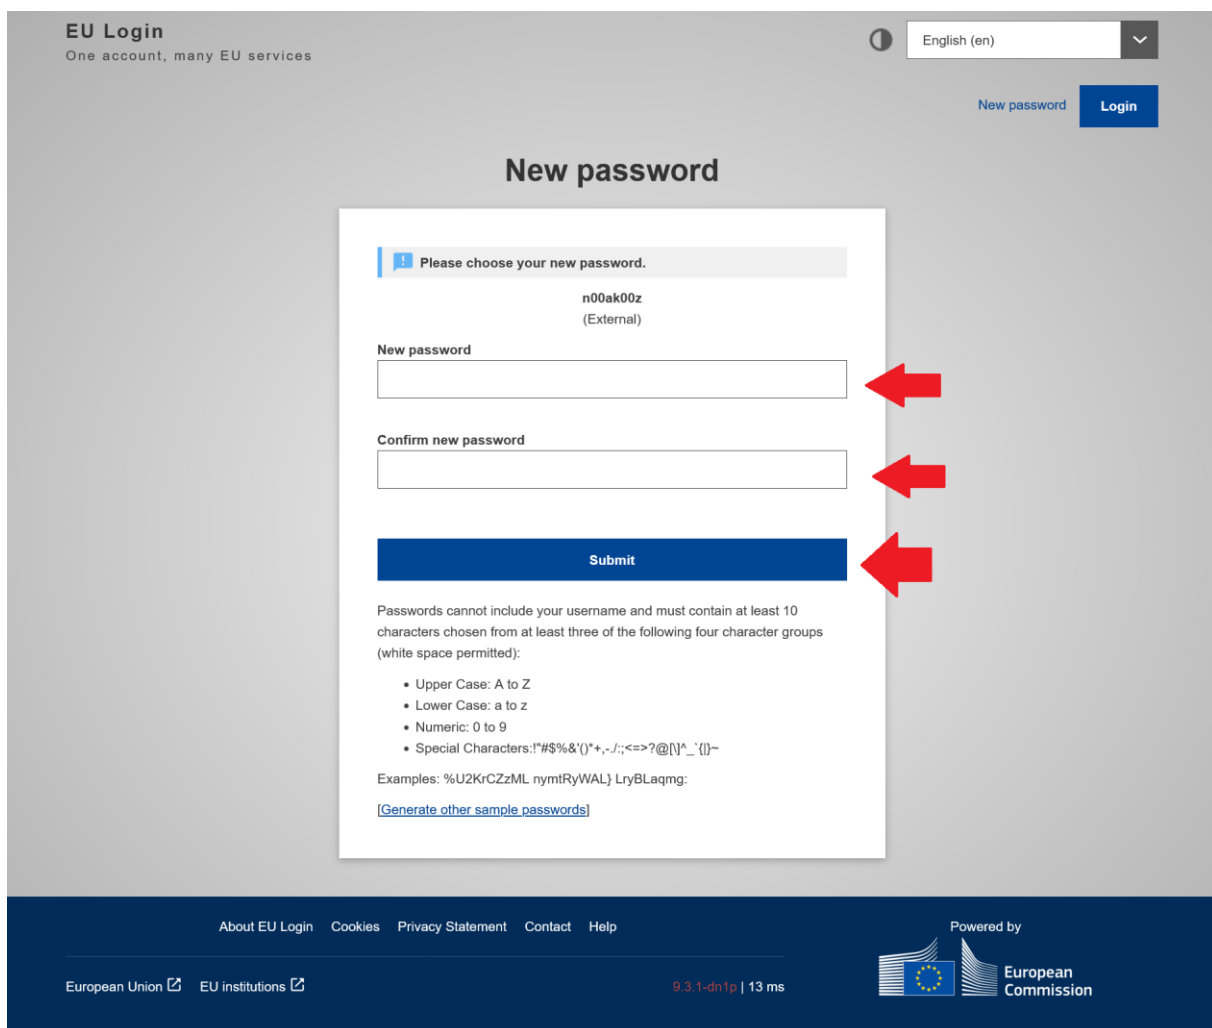 EU Login
One account, many EU services
English (en)
New password
Login
New password
Please choose your new password.
n00ak00z
(External)
New password
Confirm new password
Submit
Passwords cannot include your username and must contain at least 10
characters chosen from at least three of the following four character groups
(white space permitted):
• Upper Case: A to Z
• Lower Case: a to z
• Numeric: 0 to 9
• Special Characters:!"#$%&'()*+,-./:;<=>?@[\]^_`{|}~
Examples: %U2KrCZzML nymtRyWAL} LryBLaqmg:
[Generate other sample passwords]
About EU Login Cookies Privacy Statement Contact Help
Powered by
European Union EU institutions
9.3.1-dn1p | 13 ms
European
Commission